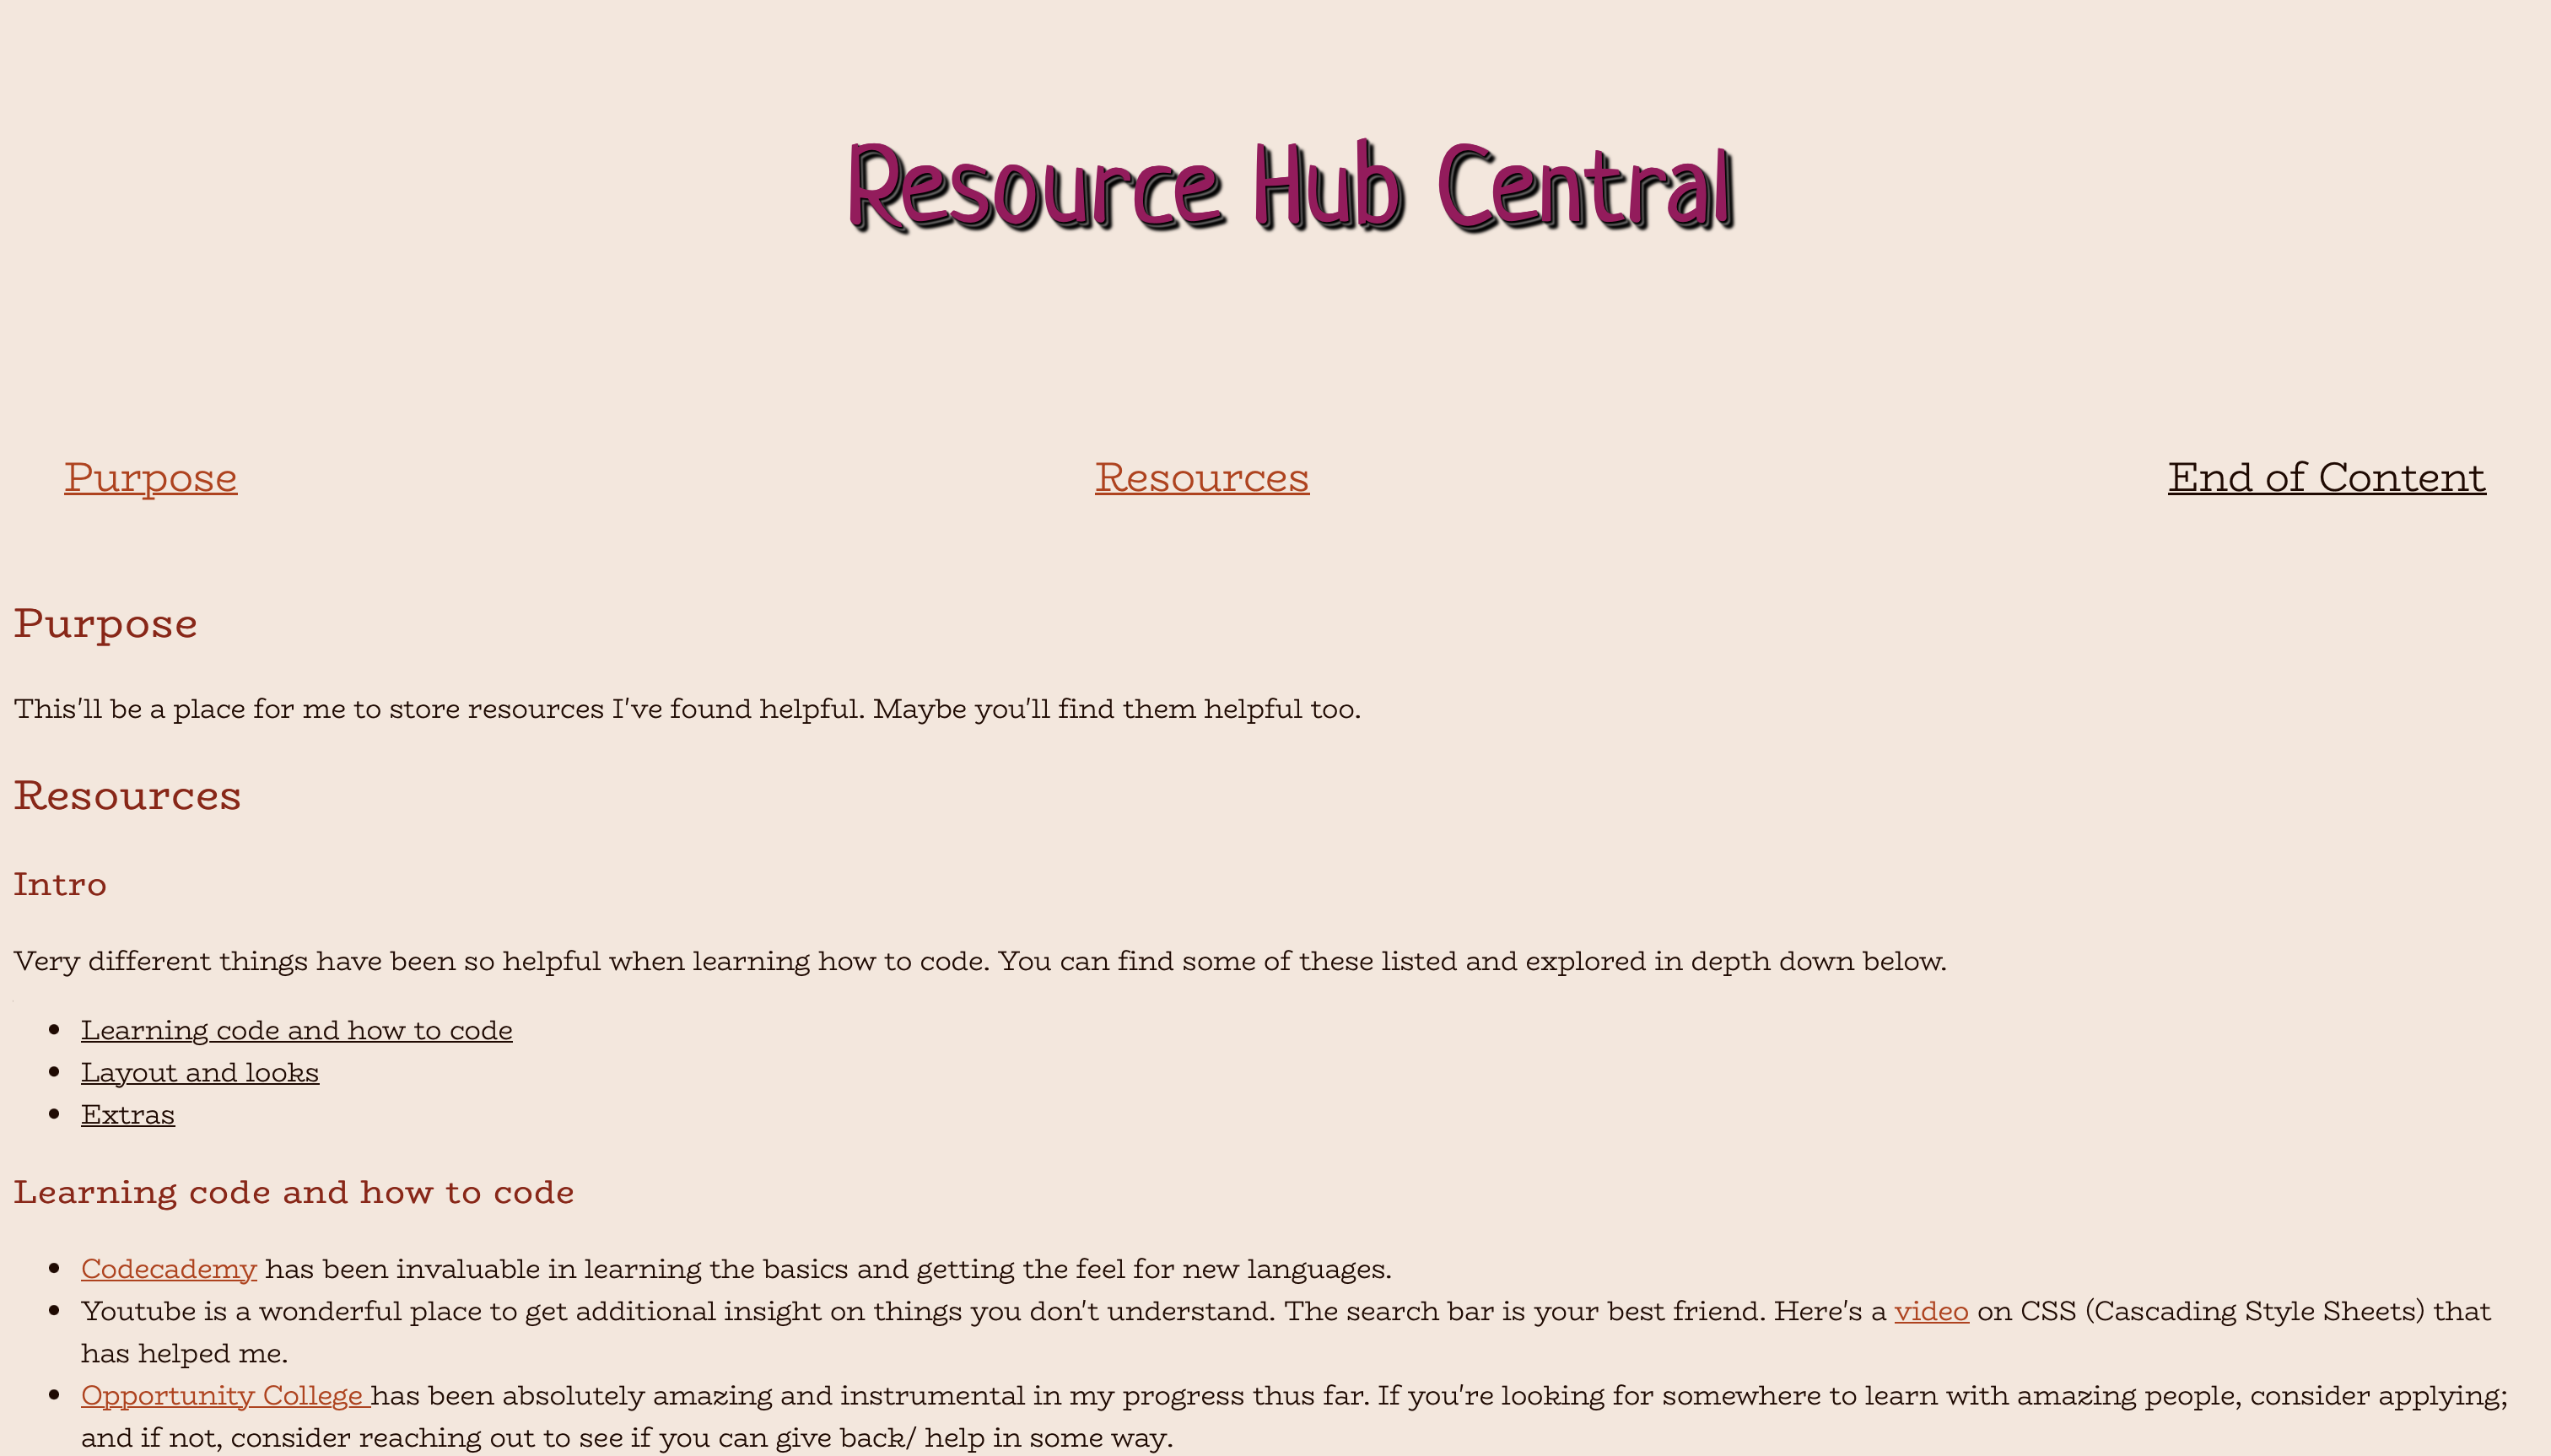 Resource Hub Central
Purpose Resources End of Content
Purpose
This'll be a place for me to store resources I've found helpful. Maybe you'll find them helpful too.
Resources
Intro
Very different things have been so helpful when learning how to code. You can find some of these listed and explored in depth down below.
• Learning code and how to code
• Layout and looks
• Extras
Learning code and how to code
• Codecademy has been invaluable in learning the basics and getting the feel for new languages.
• Youtube is a wonderful place to get additional insight on things you don't understand. The search bar is your best friend. Here's a video on CSS (Cascading Style Sheets) that
has helped me.
• Opportunity College has been absolutely amazing and instrumental in my progress thus far. If you're looking for somewhere to learn with amazing people, consider applying;
and if not, consider reaching out to see if you can give back/ help in some way.